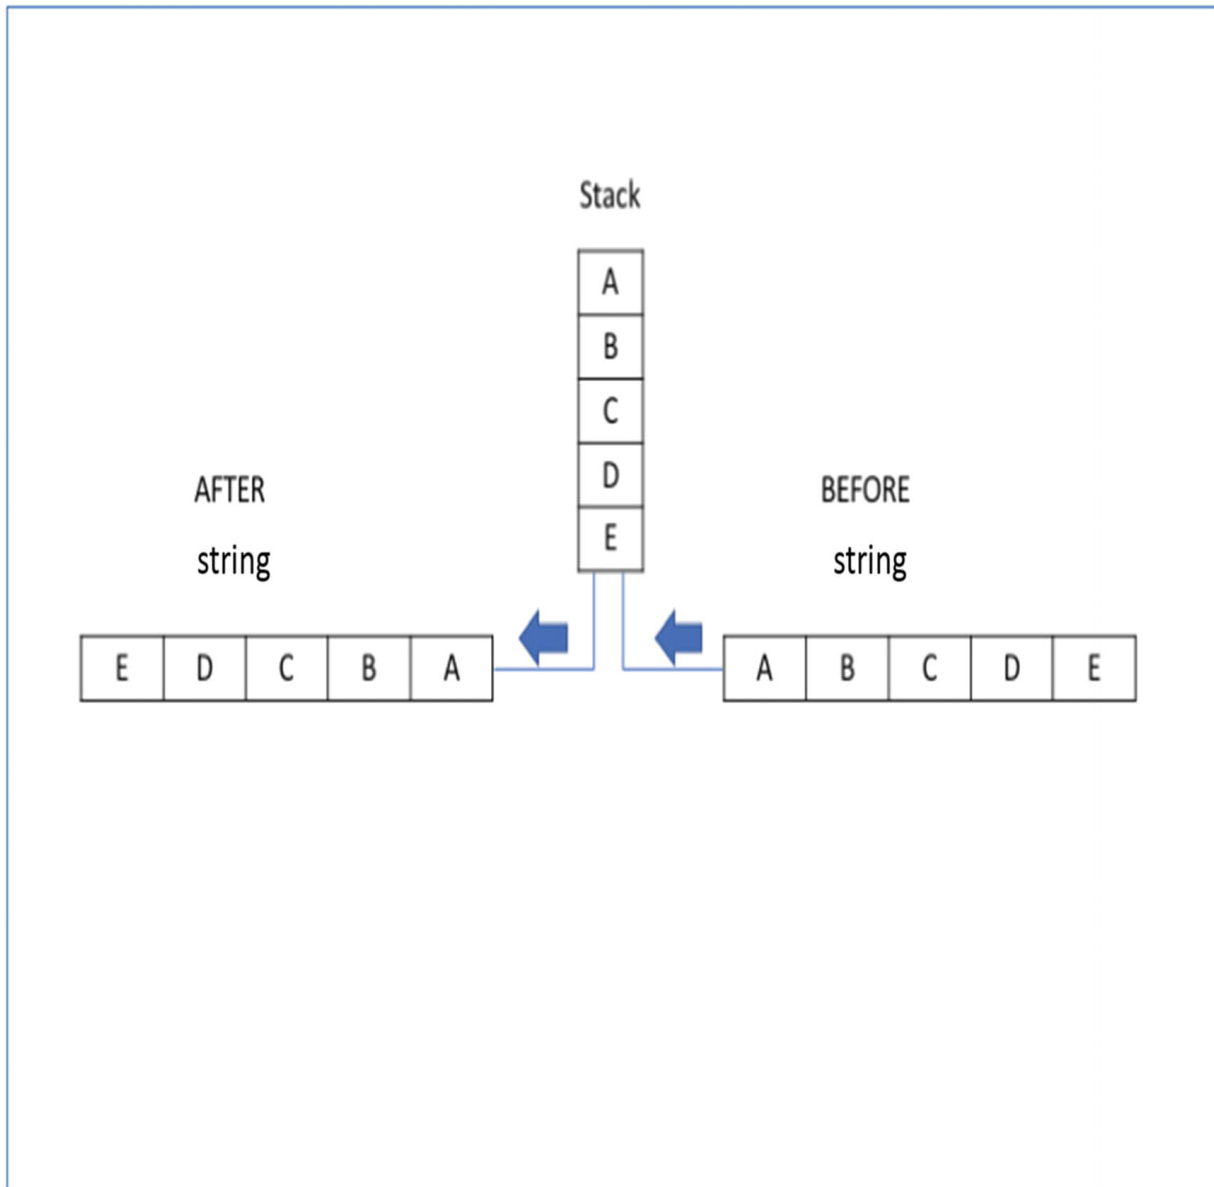 Stack
A
B
C
D
E
AFTER
string
BEFORE
string
E D C B A
A B C D E